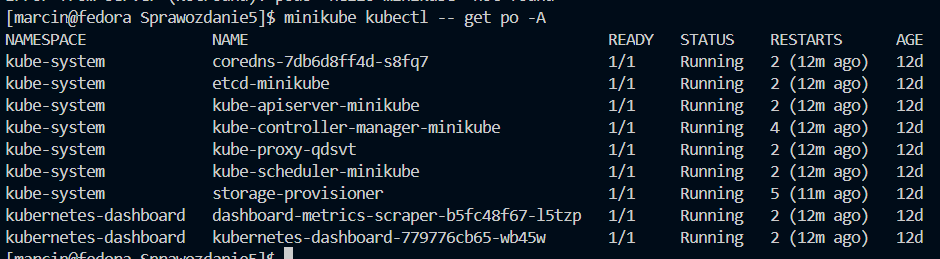 [marcin@fedora Sprawozdanie5]$ minikube kubectl -- get po -A
NAMESPACE NAME READY STATUS RESTARTS AGE
kube-system coredns-7db6d8ff4d-s8fq7 1/1 Running 2 (12m ago) 12d
kube-system etcd-minikube 1/1 Running 2 (12m ago) 12d
kube-system kube-apiserver-minikube 1/1 Running 2 (12m ago) 12d
kube-system kube-controller-manager-minikube 1/1 Running 4 (12m ago) 12d
kube-system kube-proxy-qdsvt 1/1 Running 2 (12m ago) 12d
kube-system kube-scheduler-minikube 1/1 Running 2 (12m ago) 12d
kube-system storage-provisioner 1/1 Running 5 (11m ago) 12d
kubernetes-dashboard dashboard-metrics-scraper-b5fc48f67-l5tzp 1/1 Running 2 (12m ago) 12d
kubernetes-dashboard kubernetes-dashboard-779776cb65-wb45w 1/1 Running 2 (12m ago) 12d
[marcin@fedora Sprawozdanie5]$